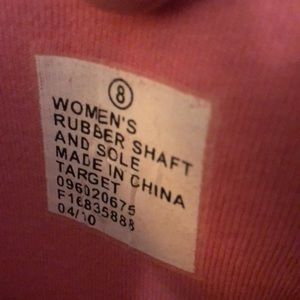 8
WOMEN'S
RUBBER SHAFT
AND SOLE
MADE IN CHINA
TARGET
096020675
F16835888
04/10